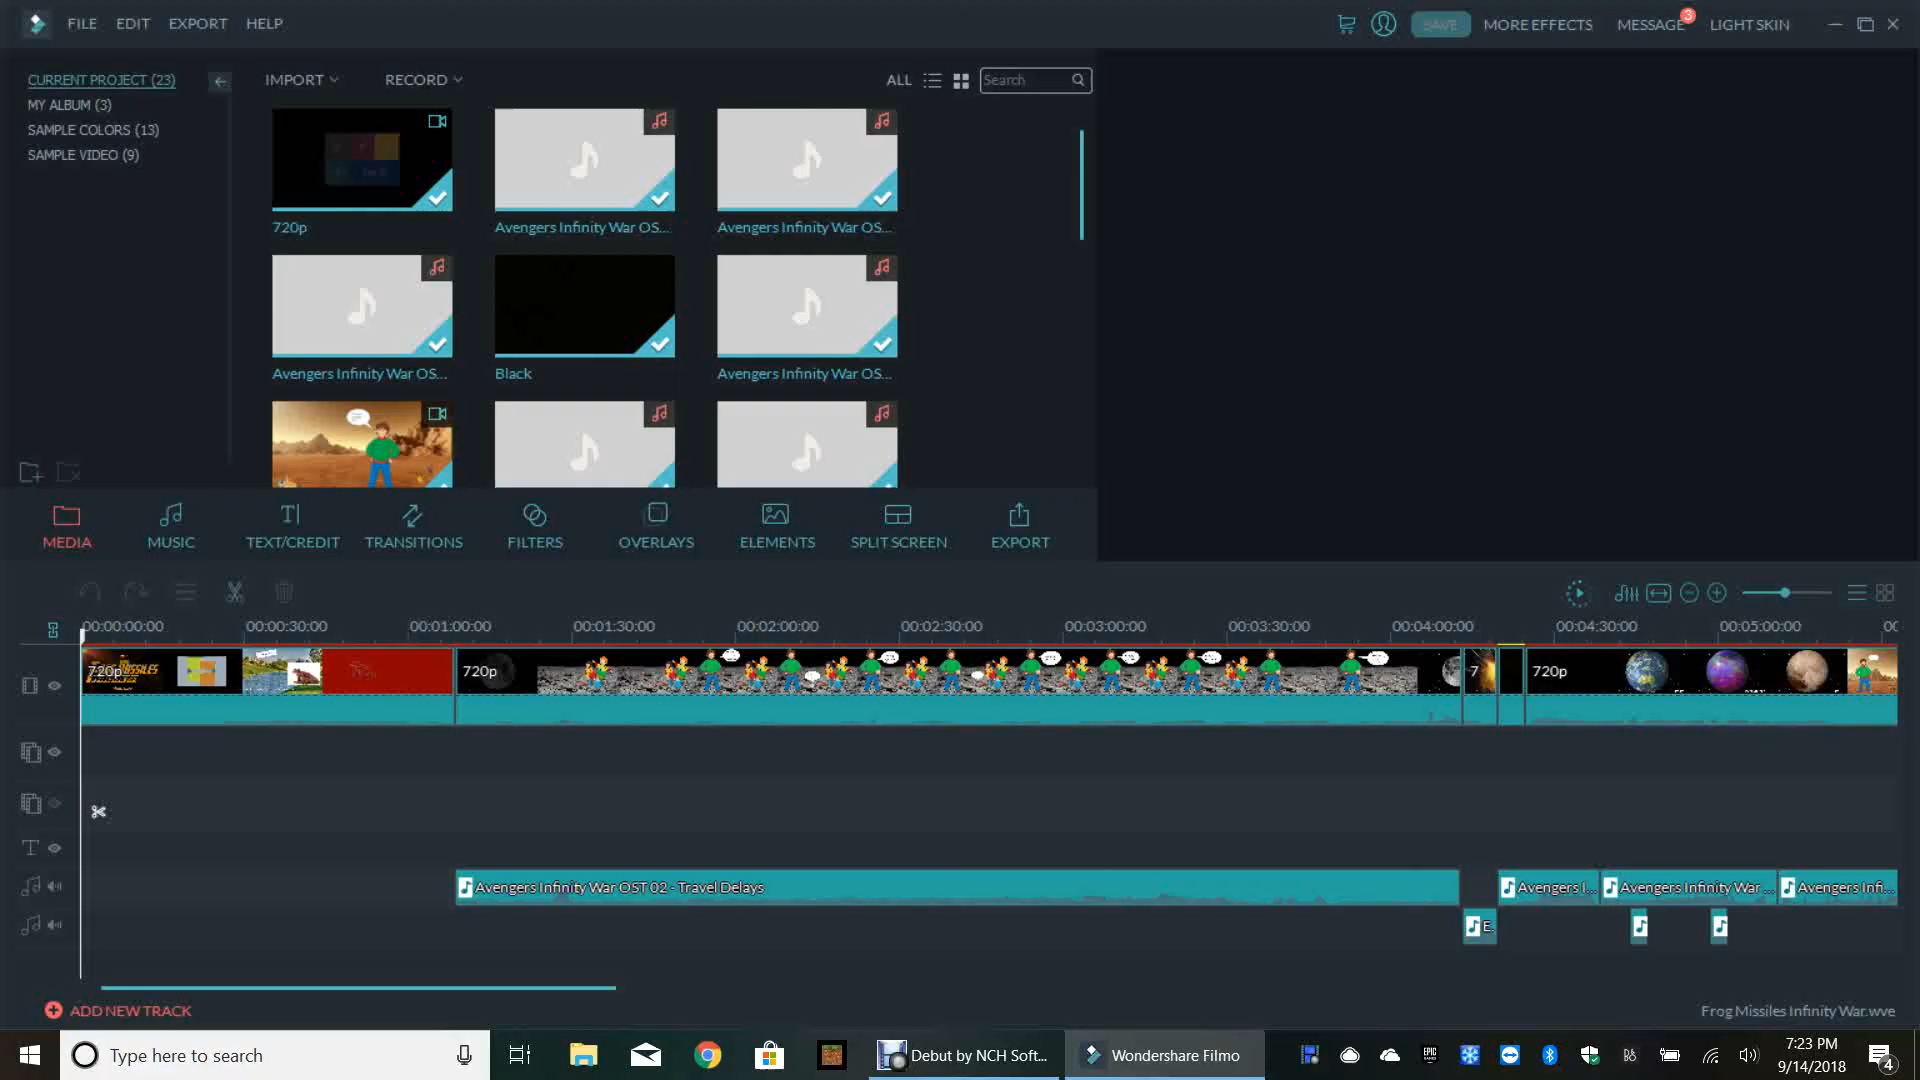 FILE EDIT EXPORT HELP
SAVE MORE EFFECTS MESSAGE 3 LIGHT SKIN
CURRENT PROJECT (23)
MY ALBUM (3)
SAMPLE COLORS (13)
SAMPLE VIDEO (9)
IMPORT RECORD ALL Search
720p Avengers Infinity War OS... Avengers Infinity War OS...
Avengers Infinity War OS... Black Avengers Infinity War OS...
MEDIA MUSIC TEXT/CREDIT TRANSITIONS FILTERS OVERLAYS ELEMENTS SPLIT SCREEN EXPORT
00:00:00:00 00:00:30:00 00:01:00:00 00:01:30:00 00:02:00:00 00:02:30:00 00:03:00:00 00:03:30:00 00:04:00:00 00:04:30:00 00:05:00:00 00
720p MISSILES 720p 7 720p
Avengers Infinity War OST 02 - Travel Delays Avengers I... Avengers Infinity War ... Avengers Infi...
E
ADD NEW TRACK
Frog Missiles Infinity War.wve
Type here to search
Debut by NCH Soft...
Wondershare Filmo
EPIC
7:23 PM
9/14/2018
4